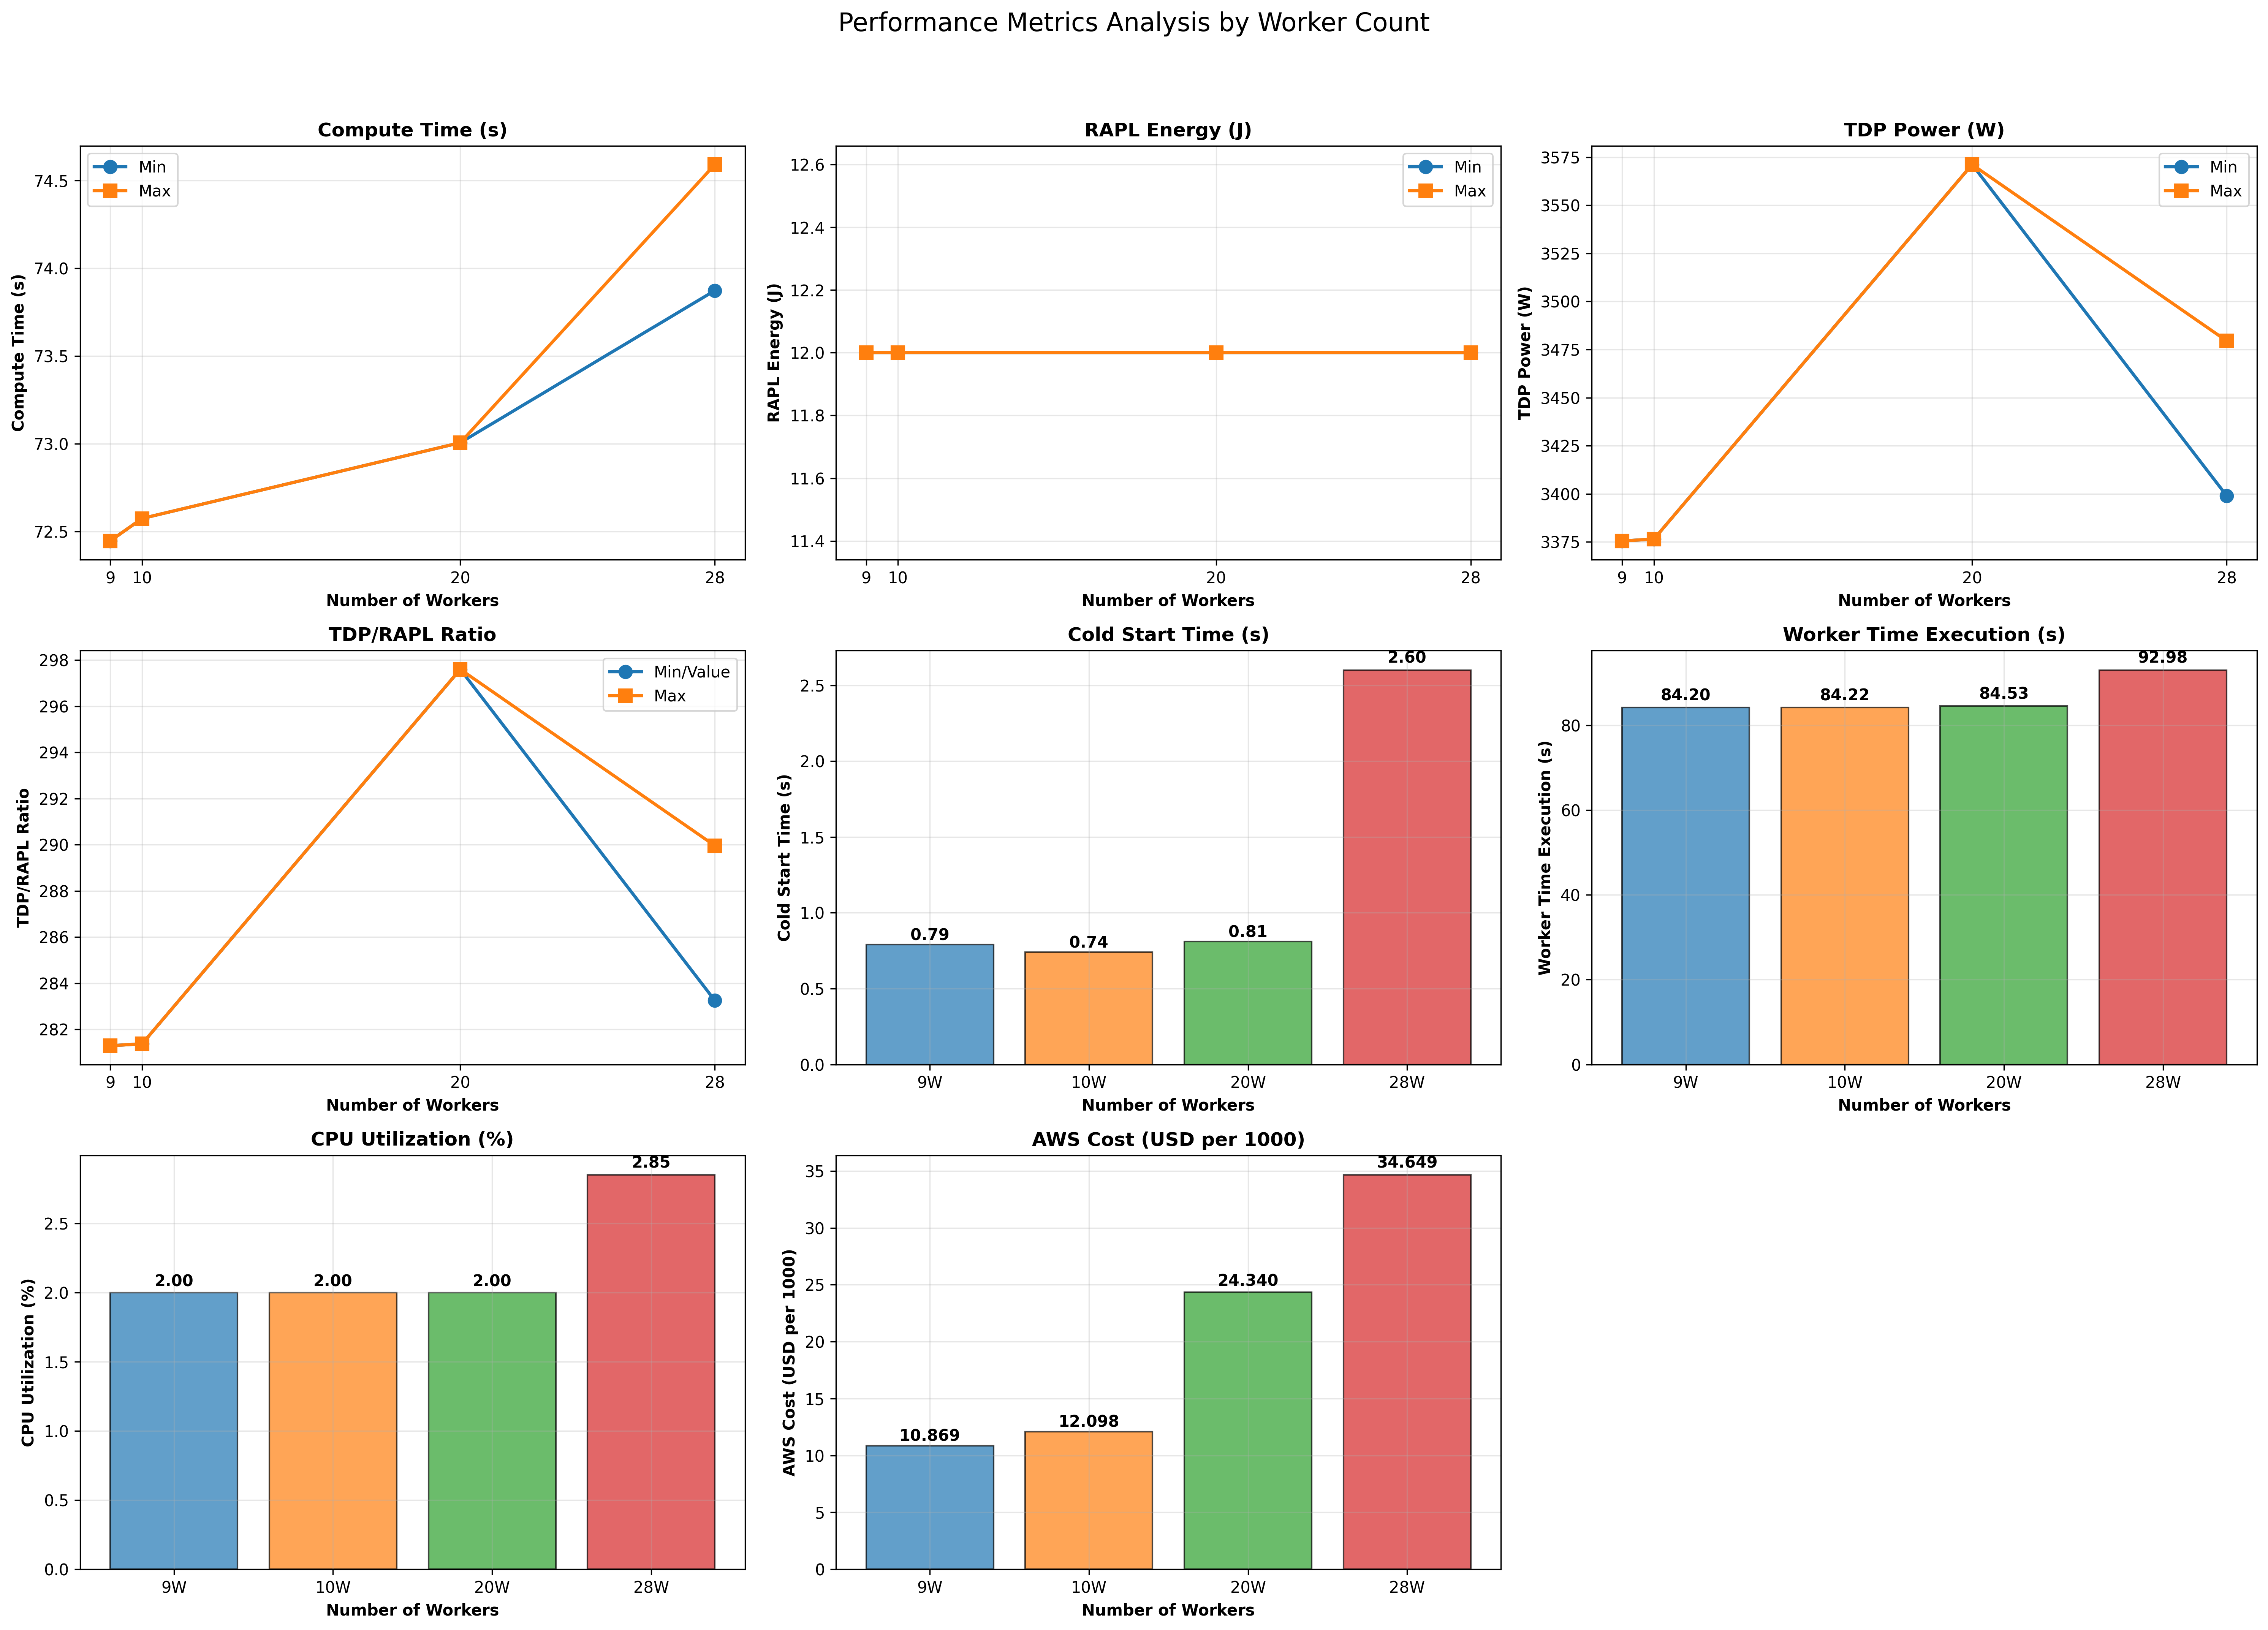 Performance Metrics Analysis by Worker Count
Compute Time (s)
Compute Time (s)
74.5
74.0
73.5
73.0
72.5
Min
Max
9 10 20 28
Number of Workers
RAPL Energy (J)
RAPL Energy (J)
12.6
12.4
12.2
12.0
11.8
11.6
11.4
Min
Max
9 10 20 28
Number of Workers
TDP Power (W)
TDP Power (W)
3575
3550
3525
3500
3475
3450
3425
3400
3375
Min
Max
9 10 20 28
Number of Workers
TDP/RAPL Ratio
TDP/RAPL Ratio
298
296
294
292
290
288
286
284
282
Min/Value
Max
9 10 20 28
Number of Workers
Cold Start Time (s)
Cold Start Time (s)
2.5
2.0
1.5
1.0
0.5
0.0
0.79 0.74 0.81 2.60
9W 10W 20W 28W
Number of Workers
Worker Time Execution (s)
Worker Time Execution (s)
80
60
40
20
0
84.20 84.22 84.53 92.98
9W 10W 20W 28W
Number of Workers
CPU Utilization (%)
CPU Utilization (%)
2.5
2.0
1.5
1.0
0.5
0.0
2.00 2.00 2.00 2.85
9W 10W 20W 28W
Number of Workers
AWS Cost (USD per 1000)
AWS Cost (USD per 1000)
35
30
25
20
15
10
5
0
10.869 12.098 24.340 34.649
9W 10W 20W 28W
Number of Workers